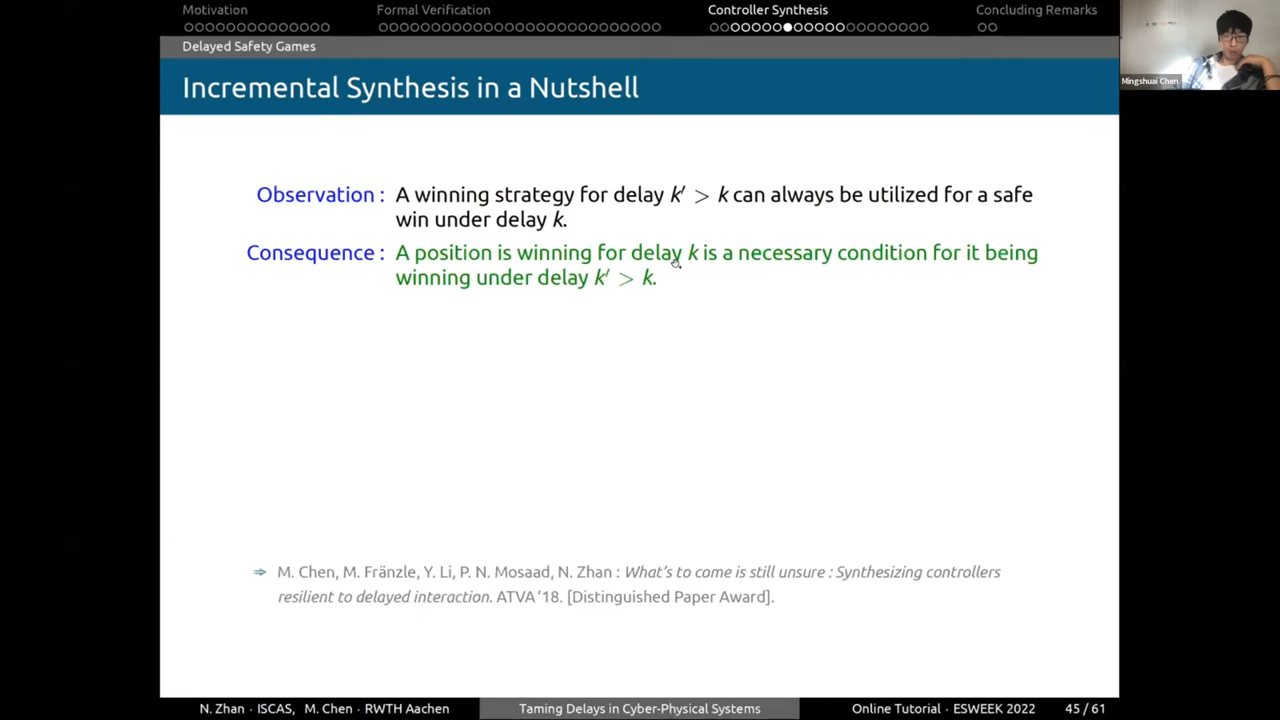 Motivation Formal Verification Controller Synthesis Concluding Remarks
Delayed Safety Games
Incremental Synthesis in a Nutshell
Observation : A winning strategy for delay k′ > k can always be utilized for a safe
win under delay k.
Consequence : A position is winning for delay k is a necessary condition for it being
winning under delay k′ > k.
⇒ M. Chen, M. Fränzle, Y. Li, P. N. Mosaad, N. Zhan : What's to come is still unsure : Synthesizing controllers
resilient to delayed interaction. ATVA '18. [Distinguished Paper Award].
N. Zhan · ISCAS, M. Chen · RWTH Aachen Taming Delays in Cyber-Physical Systems Online Tutorial · ESWEEK 2022 45 / 61
Mingshuai Chen